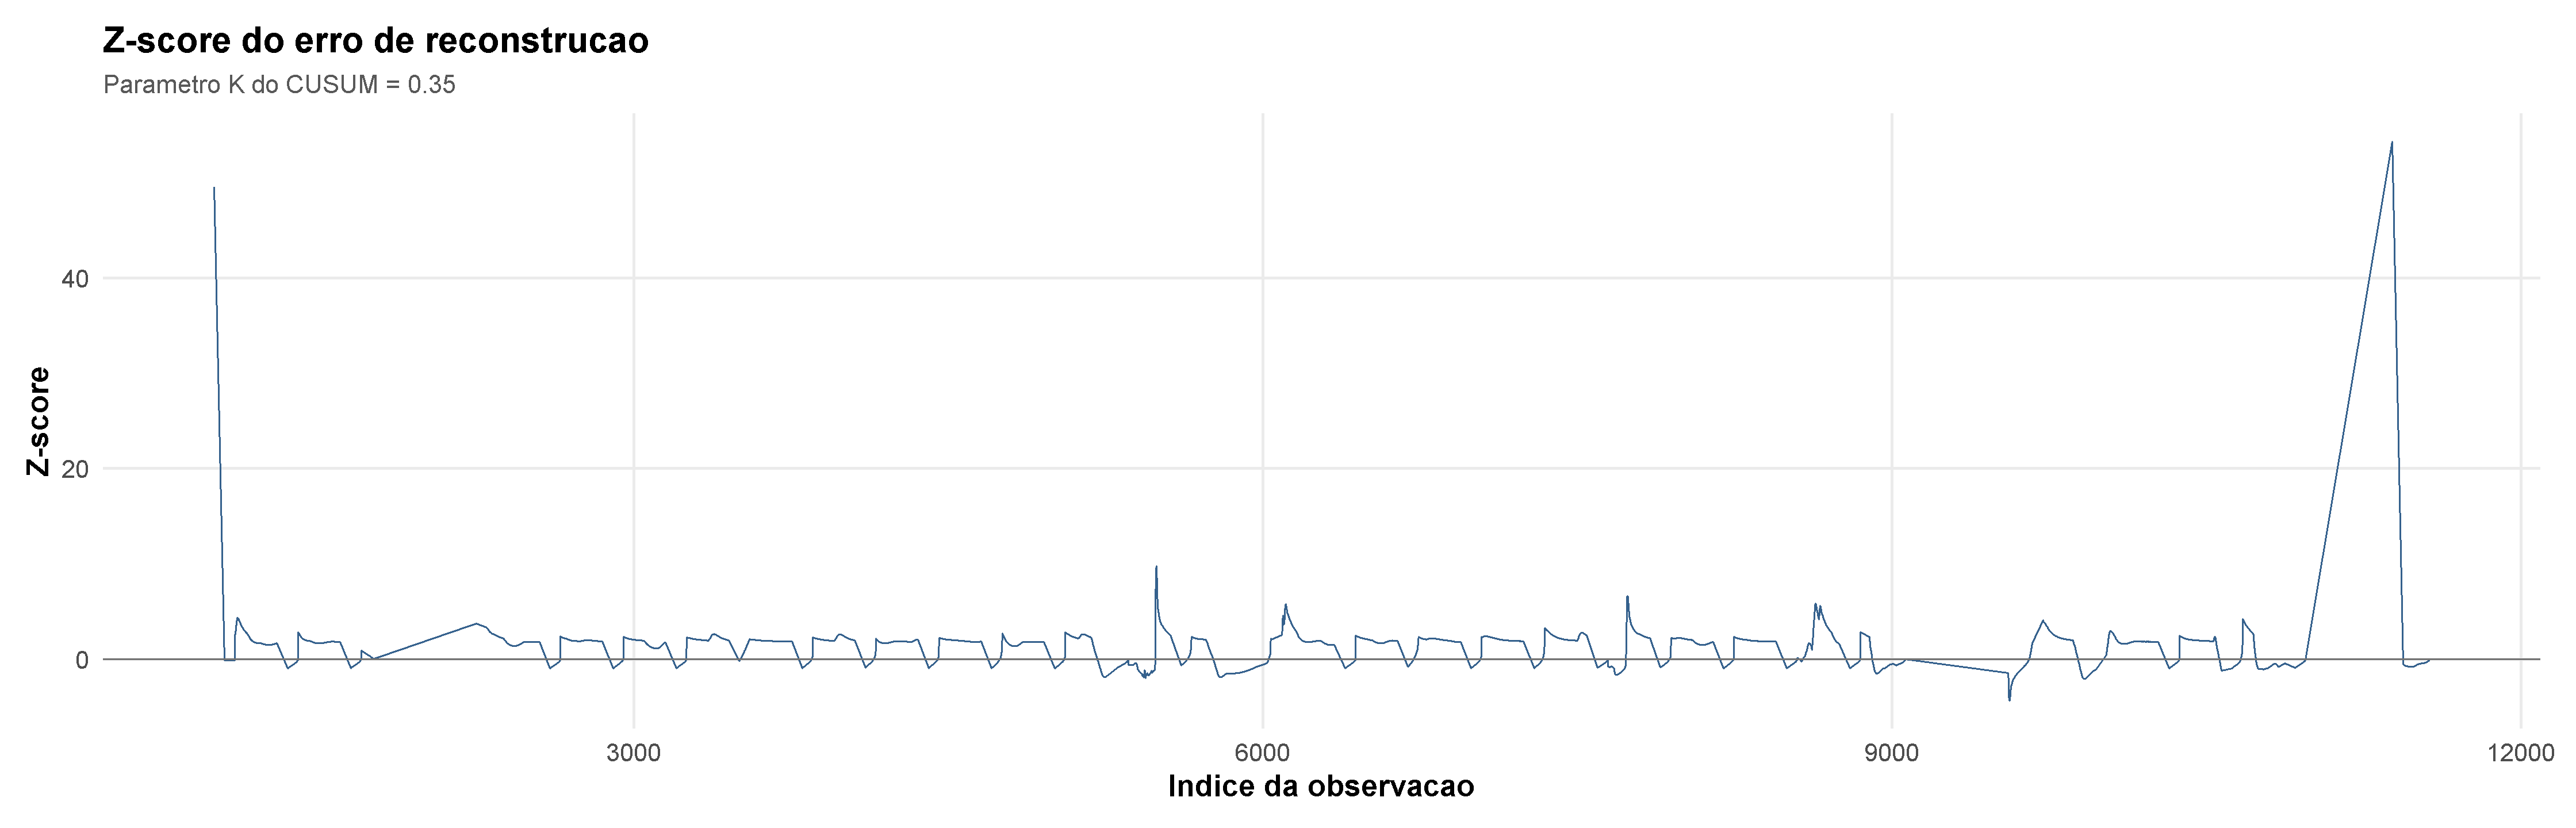 Z-score do erro de reconstrucao
Parametro K do CUSUM = 0.35
Z-score
40
20
0
3000 6000 9000 12000
Indice da observacao